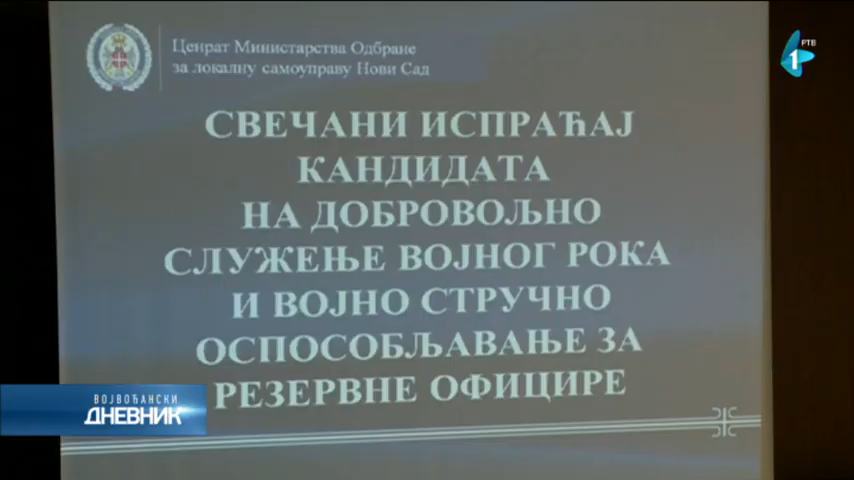 Ценрат Министарства Одбране
за локалну самоуправу Нови Сад
РТВ
1
СВЕЧАНИ ИСПРАЋАЈ
КАНДИДАТА
НА ДОБРОВОЉНО
СЛУЖЕЊЕ ВОЈНОГ РОКА
И ВОЈНО СТРУЧНО
ОСПОСОБЉАВАЊЕ ЗА
РЕЗЕРВНЕ ОФИЦИРЕ
ВОЈВОЂАНСКИ
ДНЕВНИК